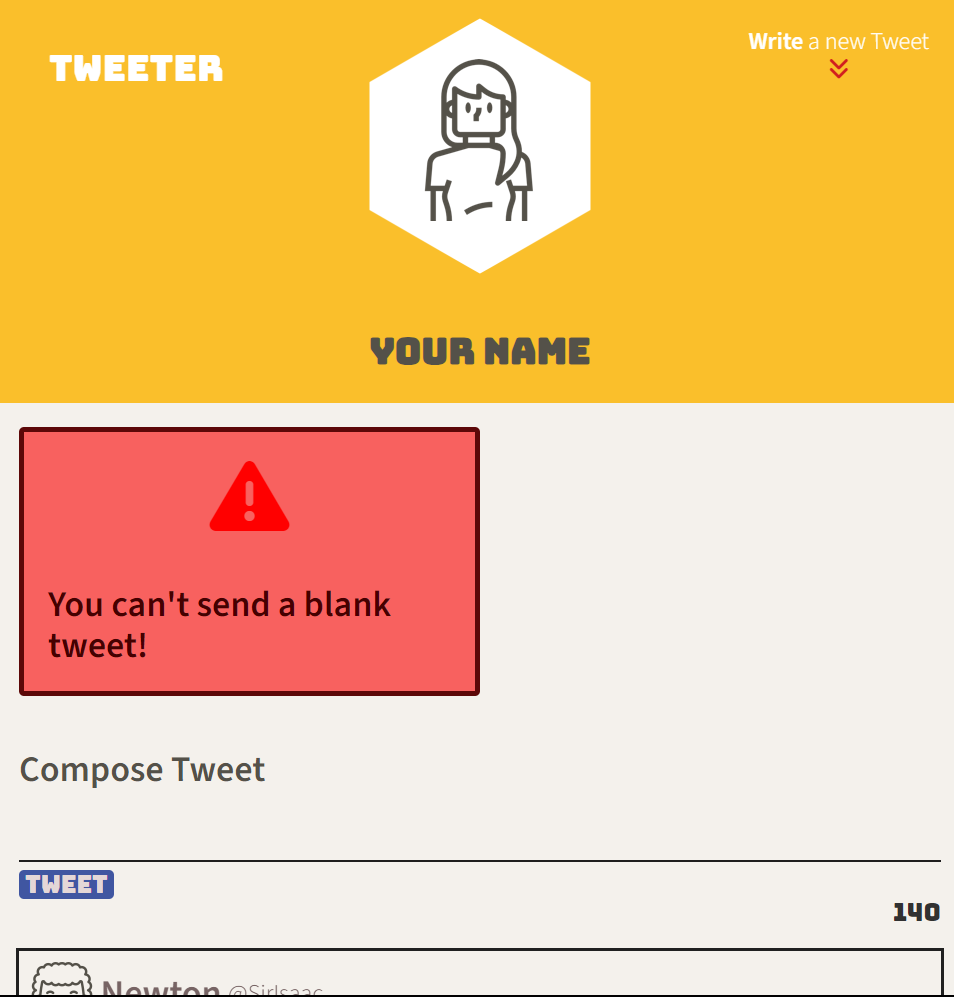 TWEETER
Write a new Tweet
YOUR NAME
You can't send a blank
tweet!
Compose Tweet
TWEET
140
Newton @SirIsaac